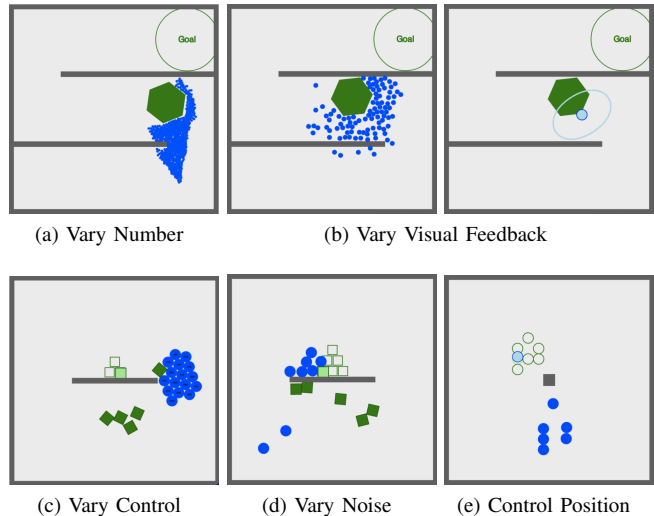 Goal
Goal
Goal
(a) Vary Number
(b) Vary Visual Feedback
(c) Vary Control
(d) Vary Noise
(e) Control Position